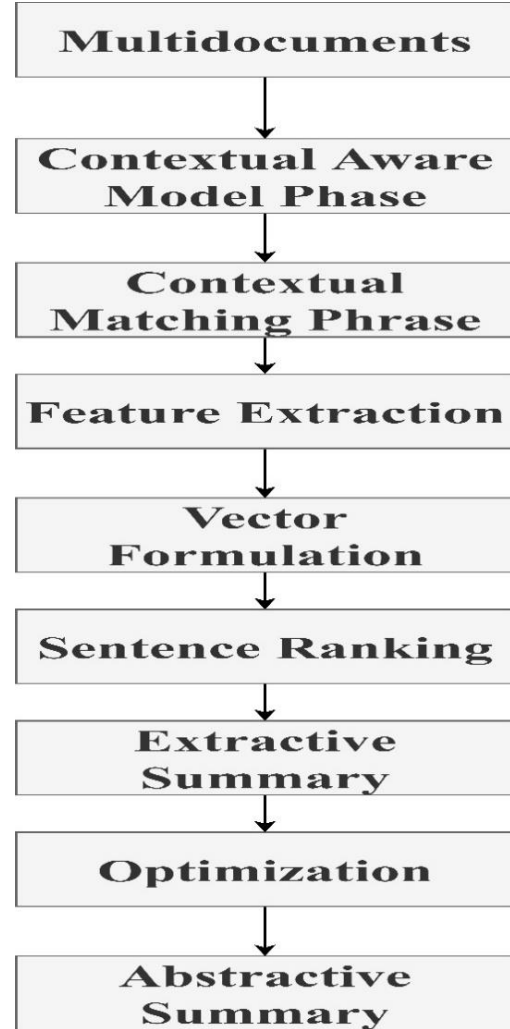 Multidocuments
Contextual Aware
Model Phase
Contextual
Matching Phrase
Feature Extraction
Vector
Formulation
Sentence Ranking
Extractive
Summary
Optimization
Abstractive
Summary